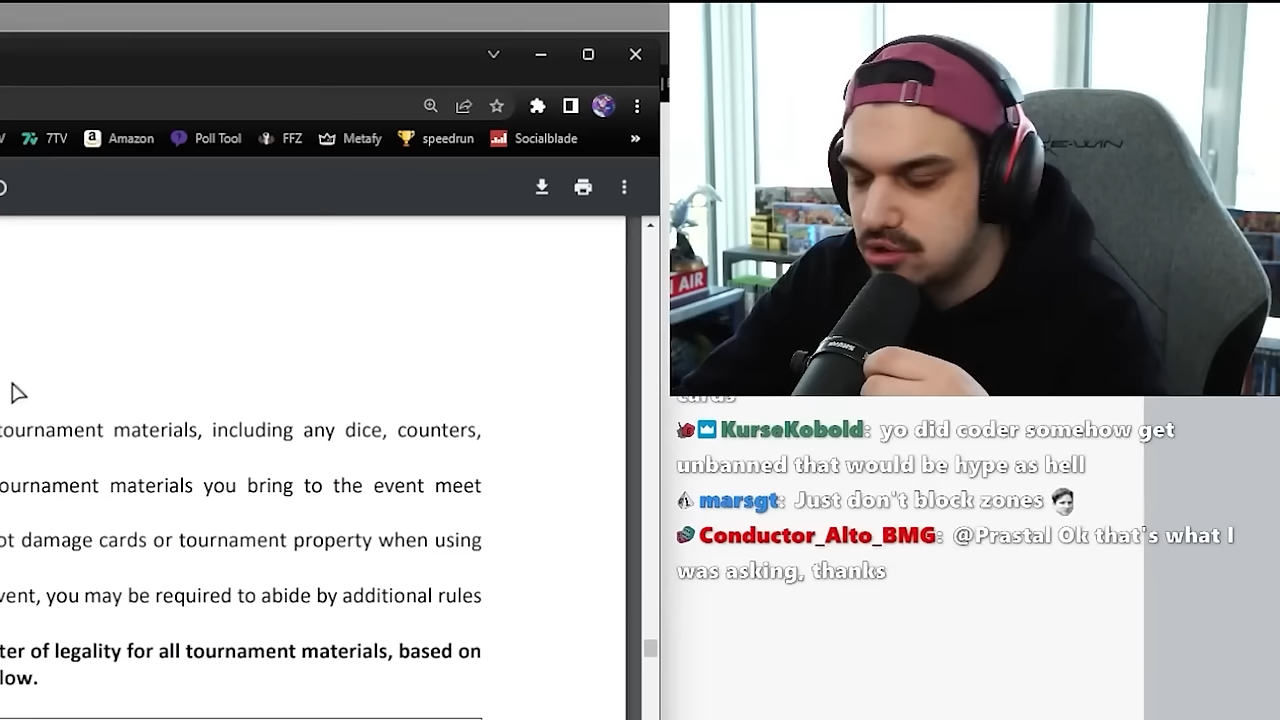 7TV Amazon Poll Tool FFZ Metafy speedrun Socialblade »
tournament materials, including any dice, counters,
ournament materials you bring to the event meet
ot damage cards or tournament property when using
vent, you may be required to abide by additional rules
ter of legality for all tournament materials, based on
low.
AIR
E-WIN
cards
KurseKobold: yo did coder somehow get
unbanned that would be hype as hell
marsgt: Just don't block zones
Conductor_Alto_BMG: @Prastal Ok that's what I
was asking, thanks